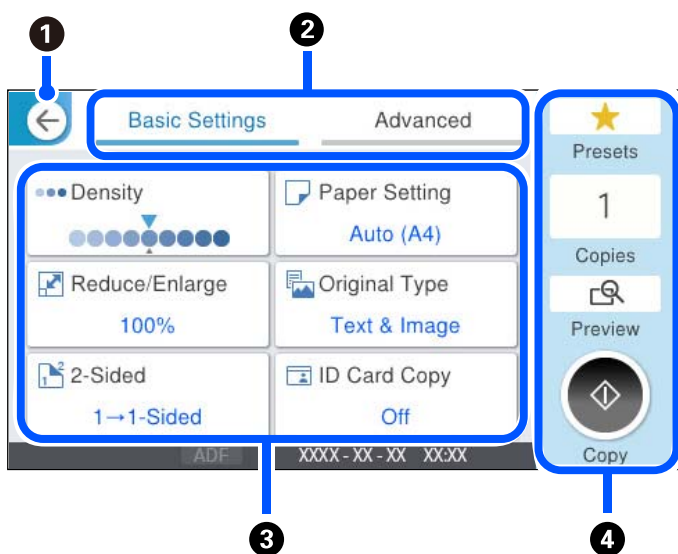 1
2
Basic Settings
Advanced
Presets
Density
Paper Setting
Auto (A4)
1
Copies
Reduce/Enlarge
100%
Original Type
Text & Image
Preview
1 2
2-Sided
1→1-Sided
ID Card Copy
Off
Copy
ADF
XXXX - XX - XX XX:XX
3
4